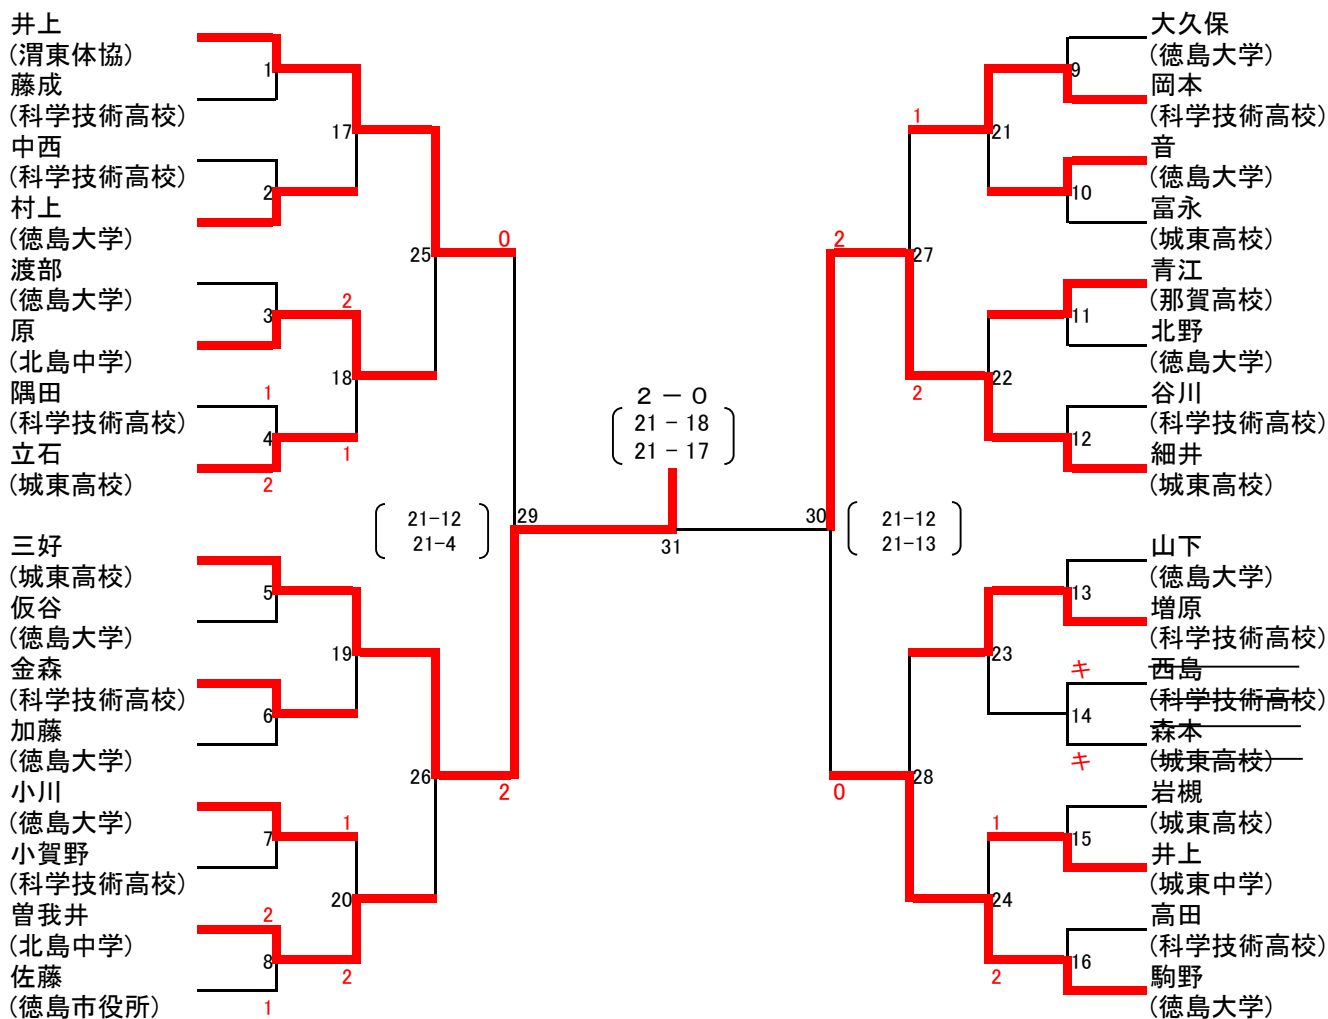 井上
(渭東体協)
藤成
(科学技術高校)
中西
(科学技術高校)
村上
(徳島大学)
渡部
(徳島大学)
原
(北島中学)
隅田
(科学技術高校)
立石
(城東高校)
三好
(城東高校)
仮谷
(徳島大学)
金森
(科学技術高校)
加藤
(徳島大学)
小川
(徳島大学)
小賀野
(科学技術高校)
曽我井
(北島中学)
佐藤
(徳島市役所)
1
2
3
1
4
2
5
6
7
2
8
1
17
2
18
1
19
1
20
2
25
26
0
29
2
21-12
21-4
2 - 0
21 - 18
21 - 17
31
2
30
0
21-12
21-13
1
27
2
28
21
22
23
1
24
2
9
10
11
12
13
キ
14
キ
15
16
大久保
(徳島大学)
岡本
(科学技術高校)
音
(徳島大学)
富永
(城東高校)
青江
(那賀高校)
北野
(徳島大学)
谷川
(科学技術高校)
細井
(城東高校)
山下
(徳島大学)
増原
(科学技術高校)
西島
(科学技術高校)
森本
(城東高校)
岩槻
(城東高校)
井上
(城東中学)
高田
(科学技術高校)
駒野
(徳島大学)